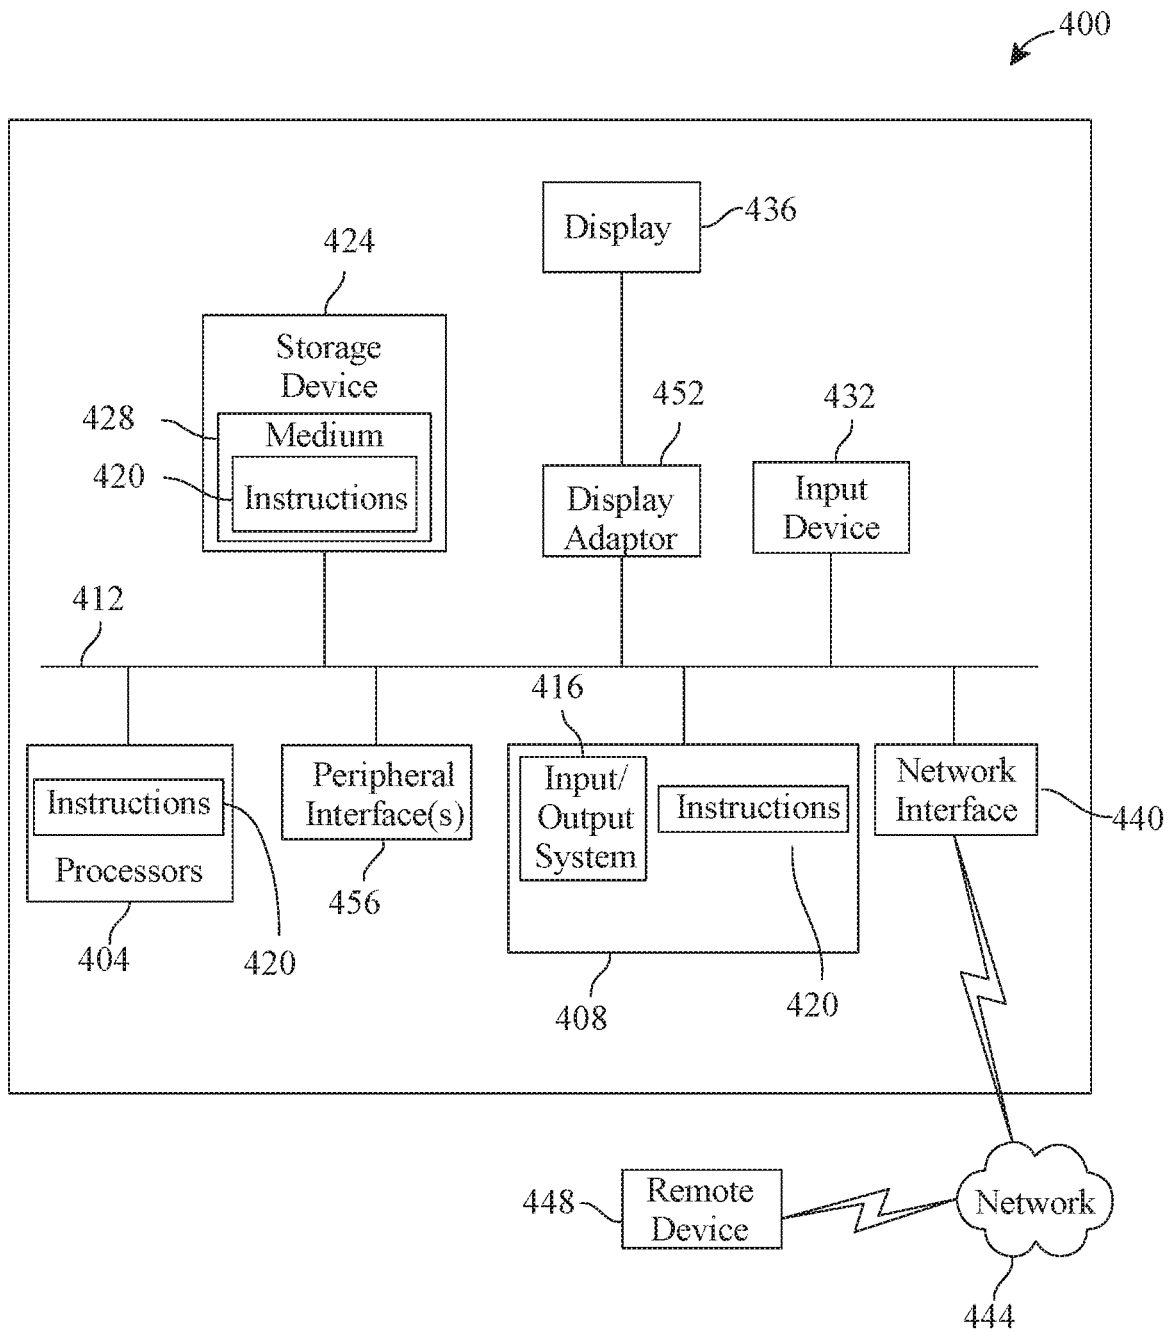 400
Display
436
424
Storage
Device
428
Medium
420
Instructions
452
Display
Adaptor
432
Input
Device
412
416
Instructions
Processors
404
420
Peripheral
Interface(s)
456
Input/
Output
System
Instructions
408
420
Network
Interface
440
448
Remote
Device
Network
444